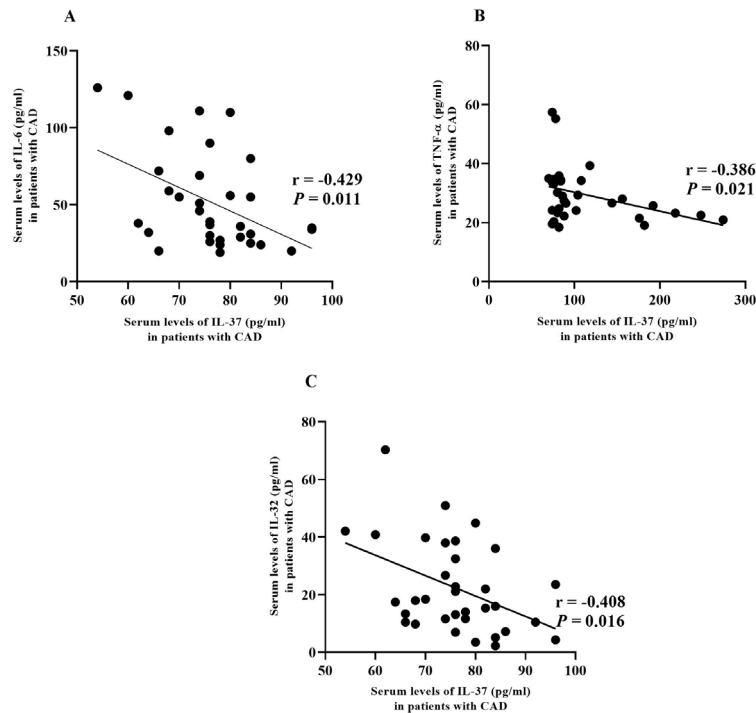 A
150
100
50
0
50 60 70 80 90 100
Serum levels of IL-6 (pg/ml)
in patients with CAD
r = -0.429
P = 0.011
Serum levels of IL-37 (pg/ml)
in patients with CAD
B
80
60
40
20
0
0 100 200 300
Serum levels of TNF-α (pg/ml)
in patients with CAD
r = -0.386
P = 0.021
Serum levels of IL-37 (pg/ml)
in patients with CAD
C
80
60
40
20
0
50 60 70 80 90 100
Serum levels of IL-32 (pg/ml)
in patients with CAD
r = -0.408
P = 0.016
Serum levels of IL-37 (pg/ml)
in patients with CAD